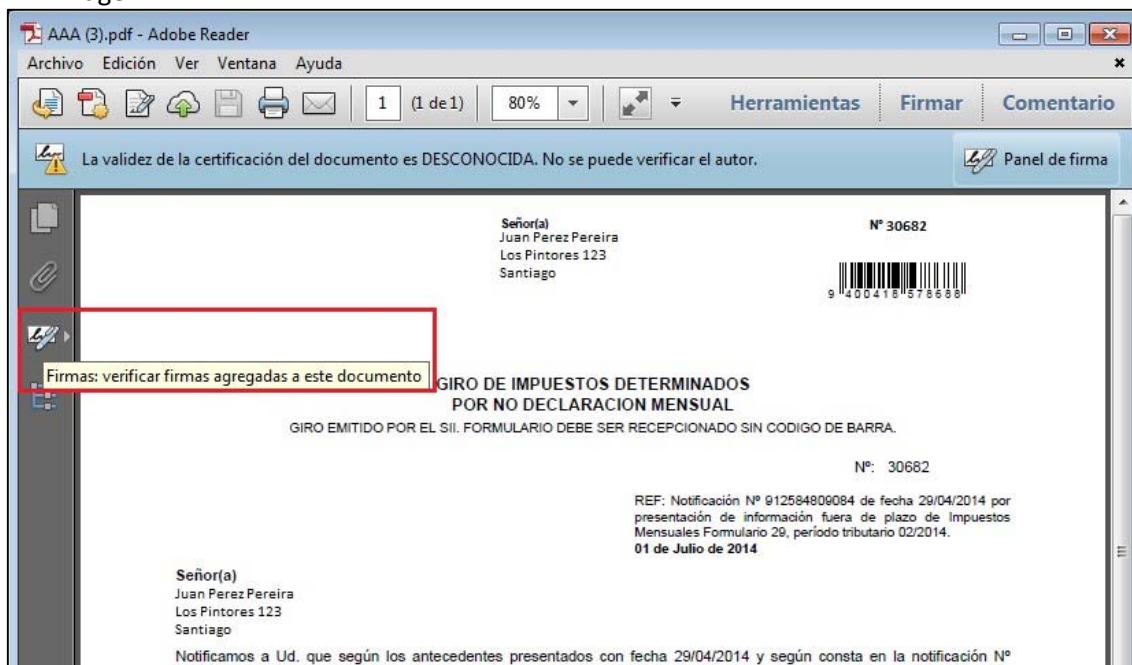 AAA (3).pdf - Adobe Reader
Archivo Edición Ver Ventana Ayuda
1 (1 de 1) 80% Herramientas Firmar Comentario
La validez de la certificación del documento es DESCONOCIDA. No se puede verificar el autor. Panel de firma
Señor(a) Nº 30682
Juan Perez Pereira
Los Pintores 123
Santiago
9 400418 578688
Firmas: verificar firmas agregadas a este documento
GIRO DE IMPUESTOS DETERMINADOS
POR NO DECLARACION MENSUAL
GIRO EMITIDO POR EL SII. FORMULARIO DEBE SER RECEPCIONADO SIN CODIGO DE BARRA.
Nº: 30682
REF: Notificación Nº 912584809084 de fecha 29/04/2014 por
presentación de información fuera de plazo de Impuestos
Mensuales Formulario 29, período tributario 02/2014.
01 de Julio de 2014
Señor(a)
Juan Perez Pereira
Los Pintores 123
Santiago
Notificamos a Ud. que según los antecedentes presentados con fecha 29/04/2014 y según consta en la notificación Nº